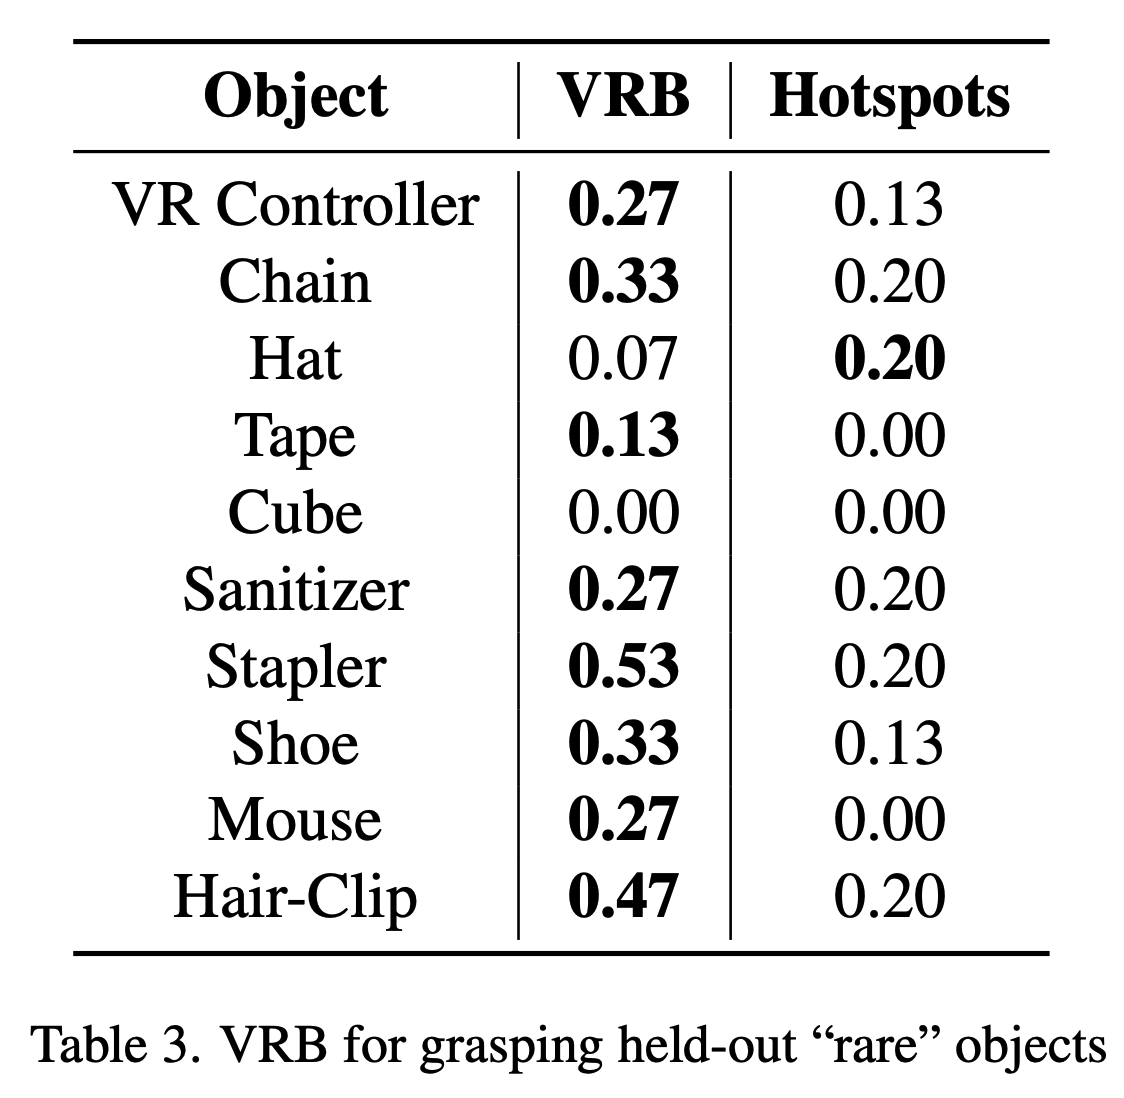 Object VRB Hotspots
VR Controller 0.27 0.13
Chain 0.33 0.20
Hat 0.07 0.20
Tape 0.13 0.00
Cube 0.00 0.00
Sanitizer 0.27 0.20
Stapler 0.53 0.20
Shoe 0.33 0.13
Mouse 0.27 0.00
Hair-Clip 0.47 0.20
Table 3. VRB for grasping held-out “rare” objects